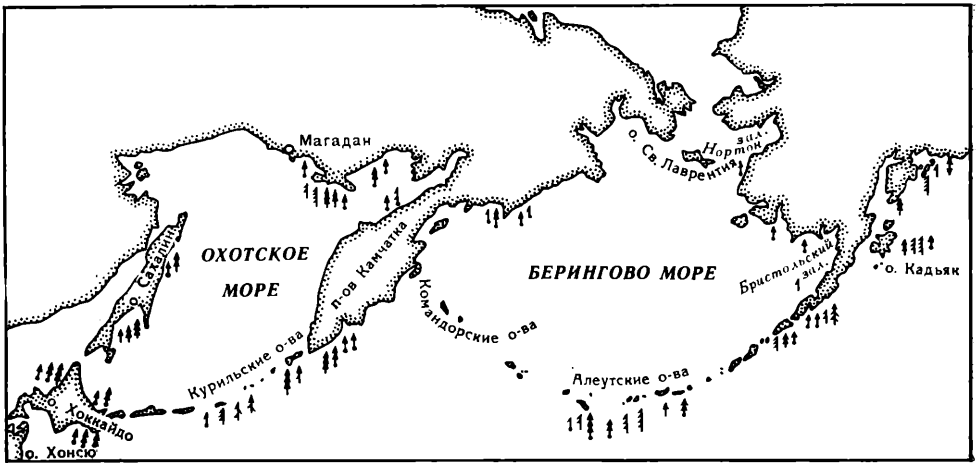 Магадан
о. Св. Лаврентия
зал.
Нортон
ОХОТСКОЕ
МОРЕ
о. Сахалин
п-ов Камчатка
БЕРИНГОВО МОРЕ
Бристольский
зал.
о. Кадьяк
Командорские о-ва
Курильские о-ва
Алеутские о-ва
о. Хоккайдо
о. Хонсю